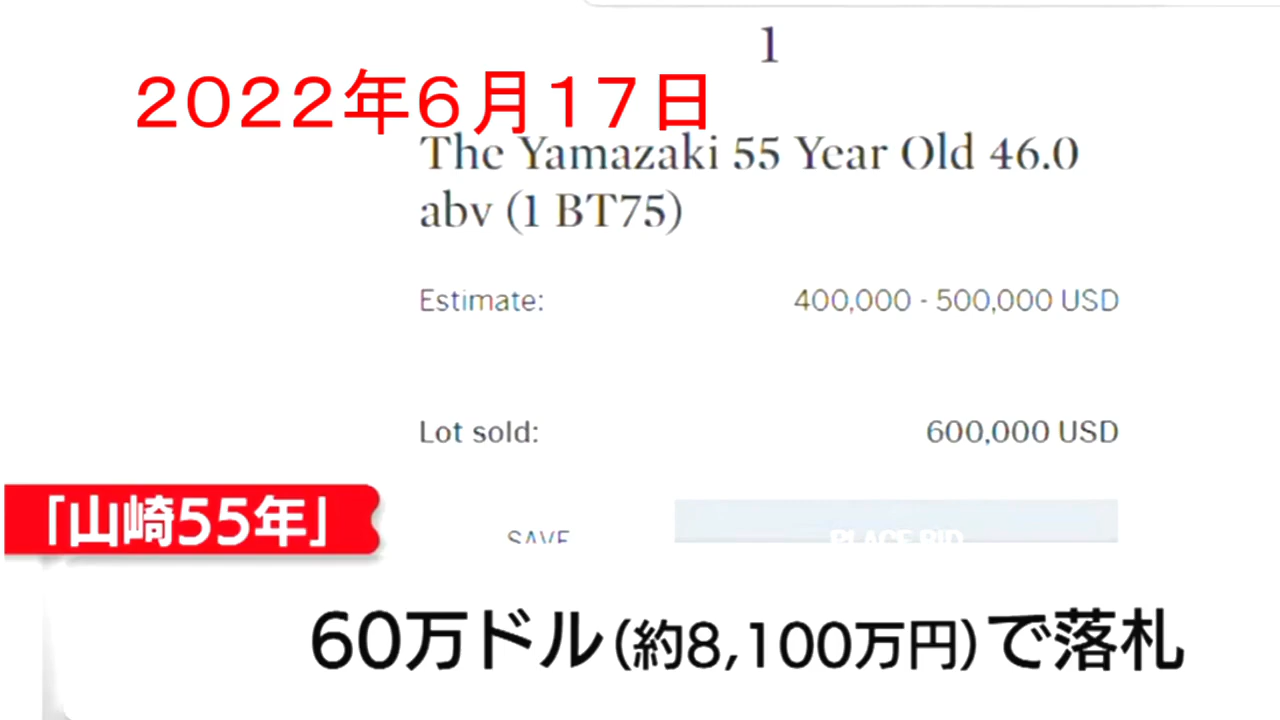 1
2022年6月17日
The Yamazaki 55 Year Old 46.0
abv (1 BT75)
Estimate: 400,000 - 500,000 USD
Lot sold: 600,000 USD
SAVE PLACE BID
「山崎55年」
60万ドル(約8,100万円)で落札